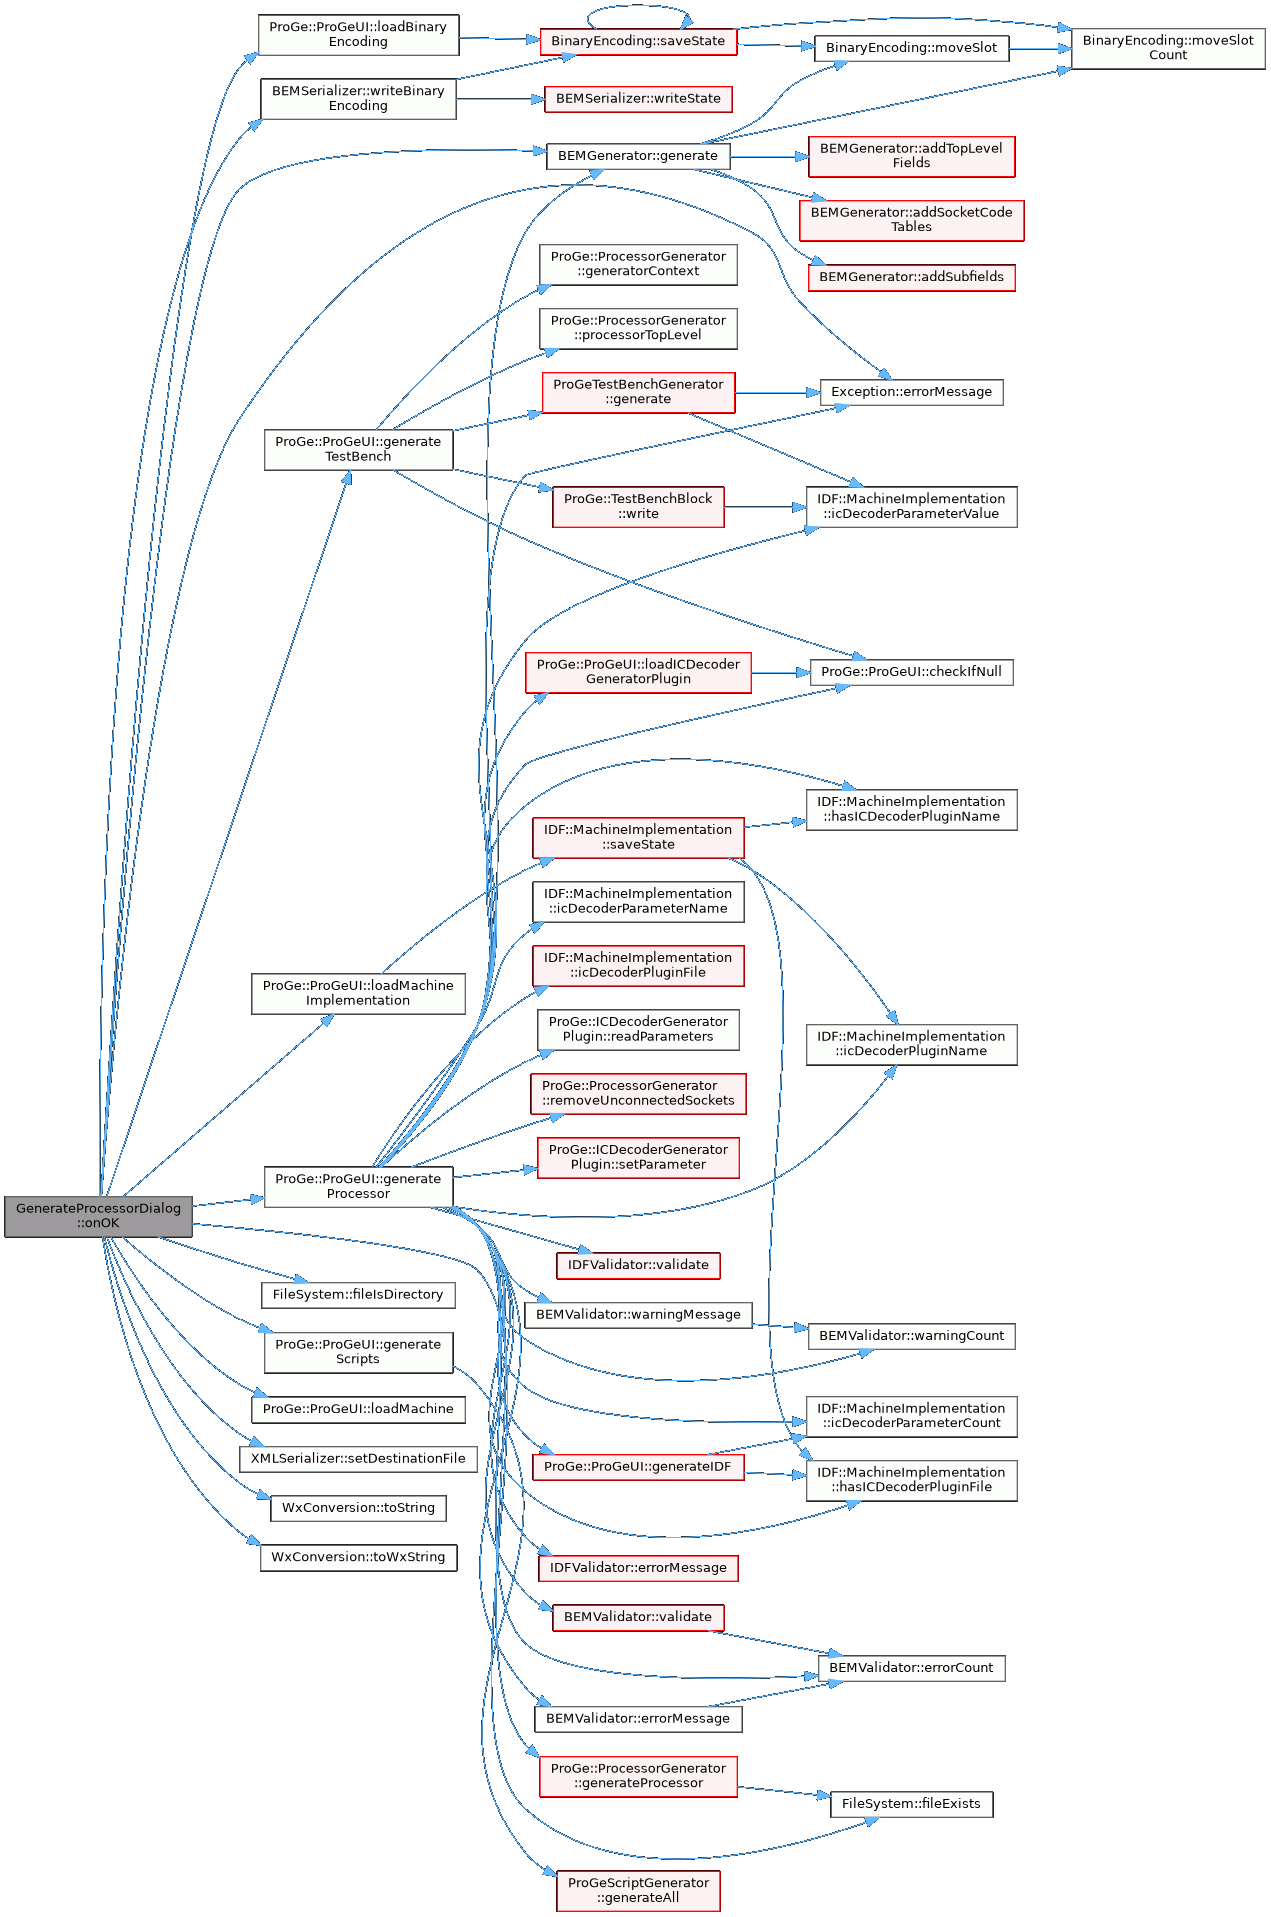 GenerateProcessorDialog
::onOK
ProGe::ProGeUI::loadBinary
Encoding
BEMSerializer::writeBinary
Encoding
ProGe::ProGeUI::generate
TestBench
ProGe::ProGeUI::loadMachine
Implementation
ProGe::ProGeUI::generate
Processor
FileSystem::fileIsDirectory
ProGe::ProGeUI::generate
Scripts
ProGe::ProGeUI::loadMachine
XMLSerializer::setDestinationFile
WxConversion::toString
WxConversion::toWxString
BinaryEncoding::saveState
BEMSerializer::writeState
BEMGenerator::generate
ProGe::ProcessorGenerator
::generatorContext
ProGe::ProcessorGenerator
::processorTopLevel
ProGeTestBenchGenerator
::generate
ProGe::TestBenchBlock
::write
ProGe::ProGeUI::loadICDecoder
GeneratorPlugin
IDF::MachineImplementation
::saveState
IDF::MachineImplementation
::icDecoderParameterName
IDF::MachineImplementation
::icDecoderPluginFile
ProGe::ICDecoderGenerator
Plugin::readParameters
ProGe::ProcessorGenerator
::removeUnconnectedSockets
ProGe::ICDecoderGenerator
Plugin::setParameter
IDFValidator::validate
BEMValidator::warningMessage
ProGe::ProGeUI::generateIDF
IDFValidator::errorMessage
BEMValidator::validate
BEMValidator::errorMessage
ProGe::ProcessorGenerator
::generateProcessor
ProGeScriptGenerator
::generateAll
BinaryEncoding::moveSlot
BEMGenerator::addTopLevel
Fields
BEMGenerator::addSocketCode
Tables
BEMGenerator::addSubfields
Exception::errorMessage
IDF::MachineImplementation
::icDecoderParameterValue
ProGe::ProGeUI::checkIfNull
IDF::MachineImplementation
::hasICDecoderPluginName
IDF::MachineImplementation
::icDecoderPluginName
BEMValidator::warningCount
IDF::MachineImplementation
::icDecoderParameterCount
IDF::MachineImplementation
::hasICDecoderPluginFile
BEMValidator::errorCount
FileSystem::fileExists
BinaryEncoding::moveSlot
Count